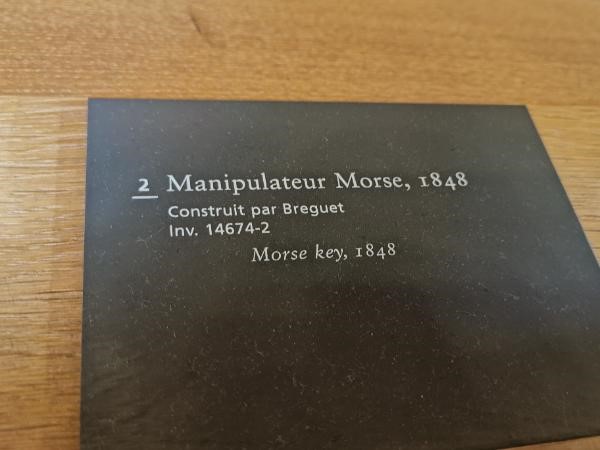 2 Manipulateur Morse, 1848
Construit par Breguet
Inv. 14674-2
Morse key, 1848